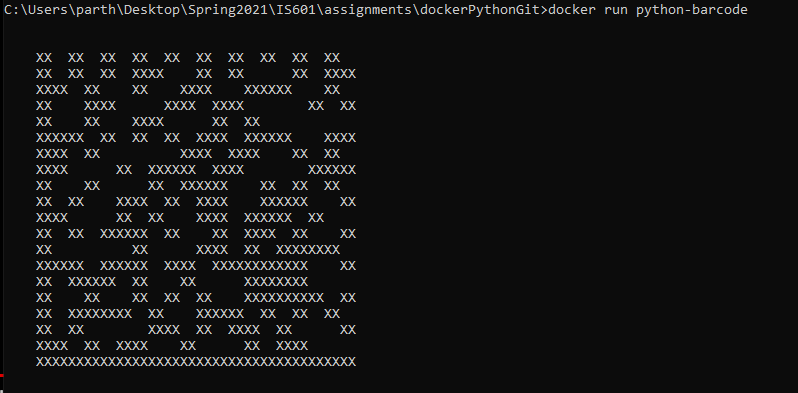 C:\Users\parth\Desktop\Spring2021\IS601\assignments\dockerPythonGit>docker run python-barcode
    XX  XX  XX  XX  XX  XX  XX  XX  XX  XX
    XX  XX  XX  XXXX    XX  XX      XX  XXXX
    XXXX  XX    XX    XXXX    XXXXXX    XX
    XX    XXXX      XXXX  XXXX        XX  XX
    XX    XX    XXXX      XX  XX
    XXXXXX  XX  XX  XX  XXXX  XXXXXX    XXXX
    XXXX  XX          XXXX  XXXX    XX  XX
    XXXX      XX  XXXXXX  XXXX        XXXXXX
    XX    XX      XX  XXXXXX    XX  XX  XX
    XX  XX    XXXX  XX  XXXX    XXXXXX    XX
    XXXX      XX  XX    XXXX  XXXXXX  XX
    XX  XX  XXXXXX  XX    XX  XXXX  XX    XX
    XX          XX      XXXX  XX  XXXXXXXX
    XXXXXX  XXXXXX  XXXX  XXXXXXXXXXXX    XX
    XX  XXXXXX  XX    XX      XXXXXXXX
    XX    XX    XX  XX  XX    XXXXXXXXXX  XX
    XX  XXXXXXXX  XX    XXXXXX  XX  XX  XX
    XX  XX        XXXX  XX  XXXX  XX      XX
    XXXX  XX  XXXX    XX      XX  XXXX
    XXXXXXXXXXXXXXXXXXXXXXXXXXXXXXXXXXXXXXXX